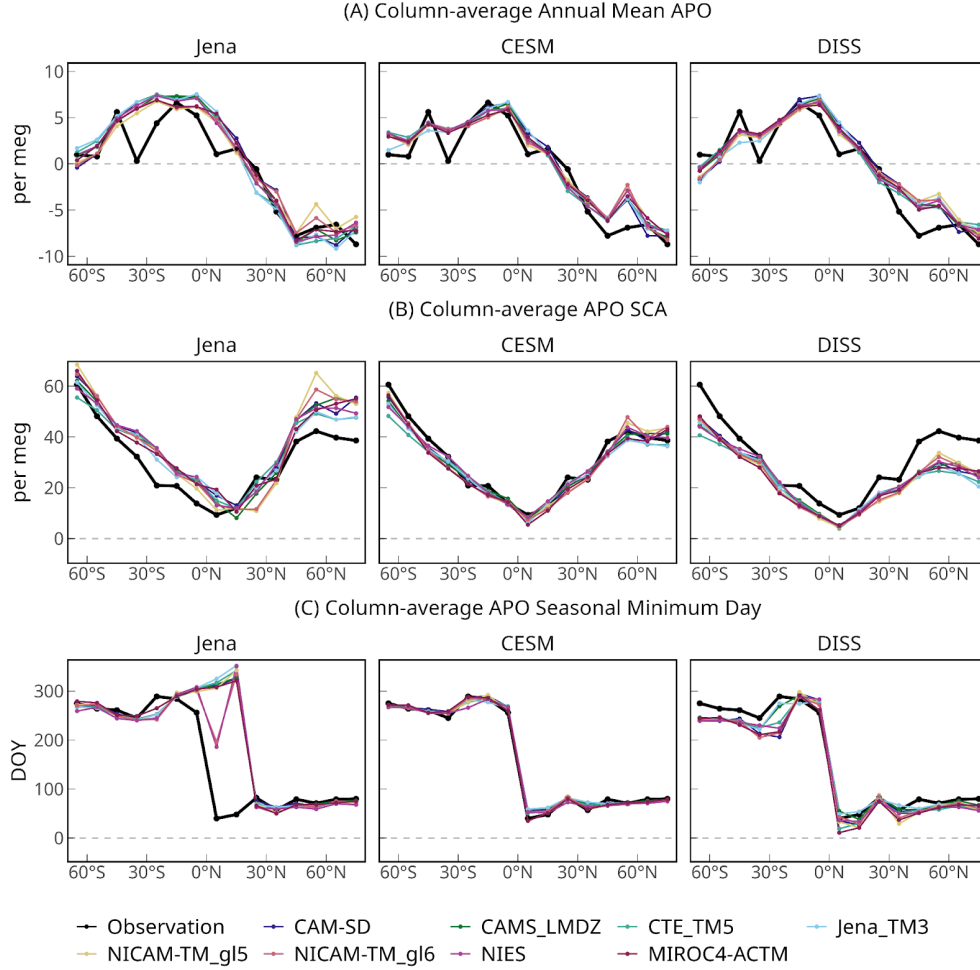 (A) Column-average Annual Mean APO
Jena CESM DISS
per meg
10
5
0
-5
-10
60°S 30°S 0°N 30°N 60°N 60°S 30°S 0°N 30°N 60°N 60°S 30°S 0°N 30°N 60°N
(B) Column-average APO SCA
Jena CESM DISS
per meg
60
40
20
0
60°S 30°S 0°N 30°N 60°N 60°S 30°S 0°N 30°N 60°N 60°S 30°S 0°N 30°N 60°N
(C) Column-average APO Seasonal Minimum Day
Jena CESM DISS
DOY
300
200
100
0
60°S 30°S 0°N 30°N 60°N 60°S 30°S 0°N 30°N 60°N 60°S 30°S 0°N 30°N 60°N
Observation CAM-SD CAMS_LMDZ CTE_TM5 Jena_TM3
NICAM-TM_gl5 NICAM-TM_gl6 NIES MIROC4-ACTM